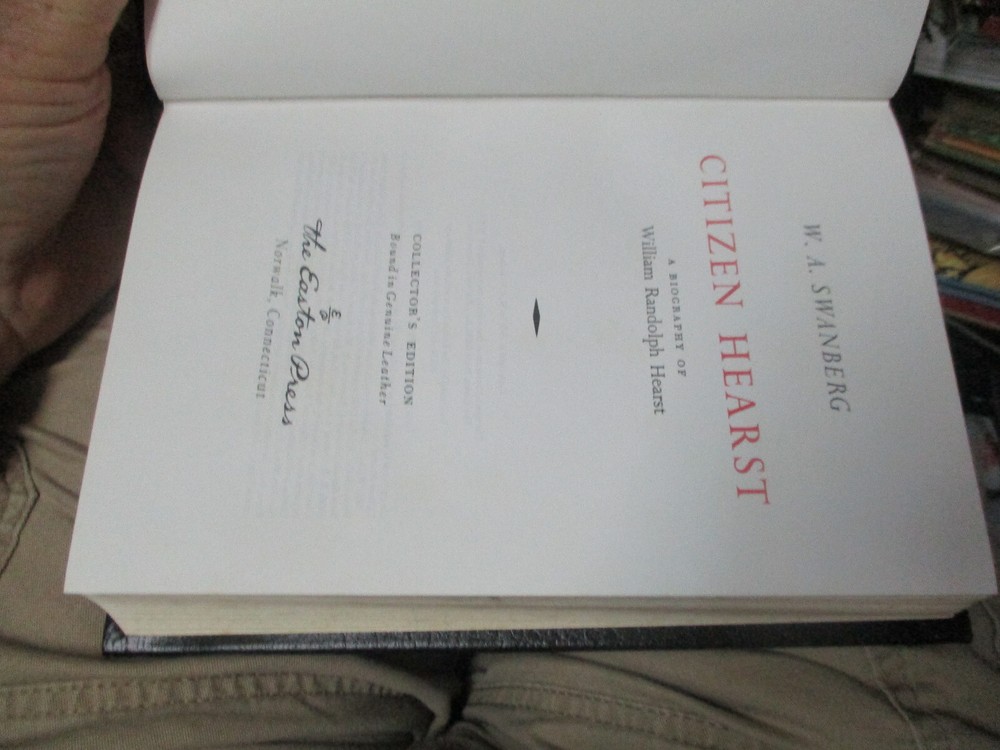 W. A. SWANBERG
CITIZEN HEARST
A BIOGRAPHY OF
William Randolph Hearst
COLLECTOR'S EDITION
Bound in Genuine Leather
E
P
The Easton Press
Norwalk, Connecticut